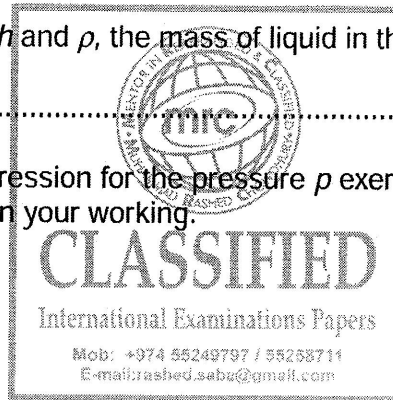 h and ρ, the mass of liquid in th
mrc
ression for the pressure p exer
n your working.
CLASSIFIED
International Examinations Papers
Mob: +974 55249797 / 55258711
E-mail:rashed.saba@gmail.com